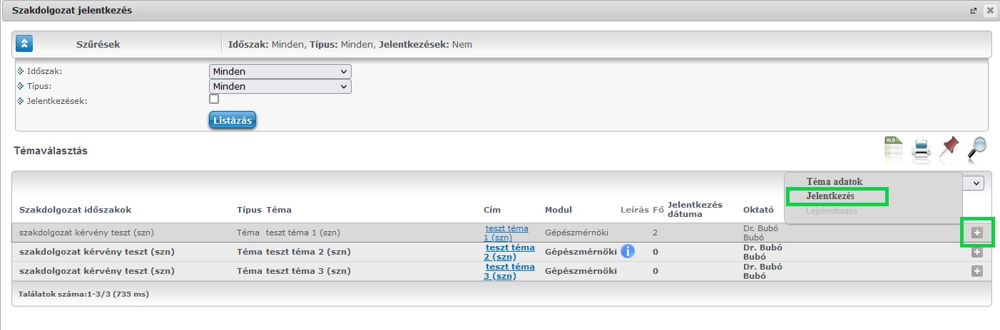 Szakdolgozat jelentkezés
Szűrések
Időszak: Minden, Típus: Minden, Jelentkezések: Nem
Időszak: Minden
Típus: Minden
Jelentkezések:
Listázás
XLS
Témaválasztás
Téma adatok
Jelentkezés
Lejelentkezés
Szakdolgozat időszakok Típus Téma Cím Modul Leírás Fő Jelentkezés dátuma Oktató
szakdolgozat kérvény teszt (szn) Téma teszt téma 1 (szn) teszt téma Gépészmérnöki 2 Dr. Bubó
1 (szn) Bubó
szakdolgozat kérvény teszt (szn) Téma teszt téma 2 (szn) teszt téma Gépészmérnöki i 0 Dr. Bubó
2 (szn) Bubó
szakdolgozat kérvény teszt (szn) Téma teszt téma 3 (szn) teszt téma Gépészmérnöki 0 Dr. Bubó
3 (szn) Bubó
Találatok száma:1-3/3 (735 ms)